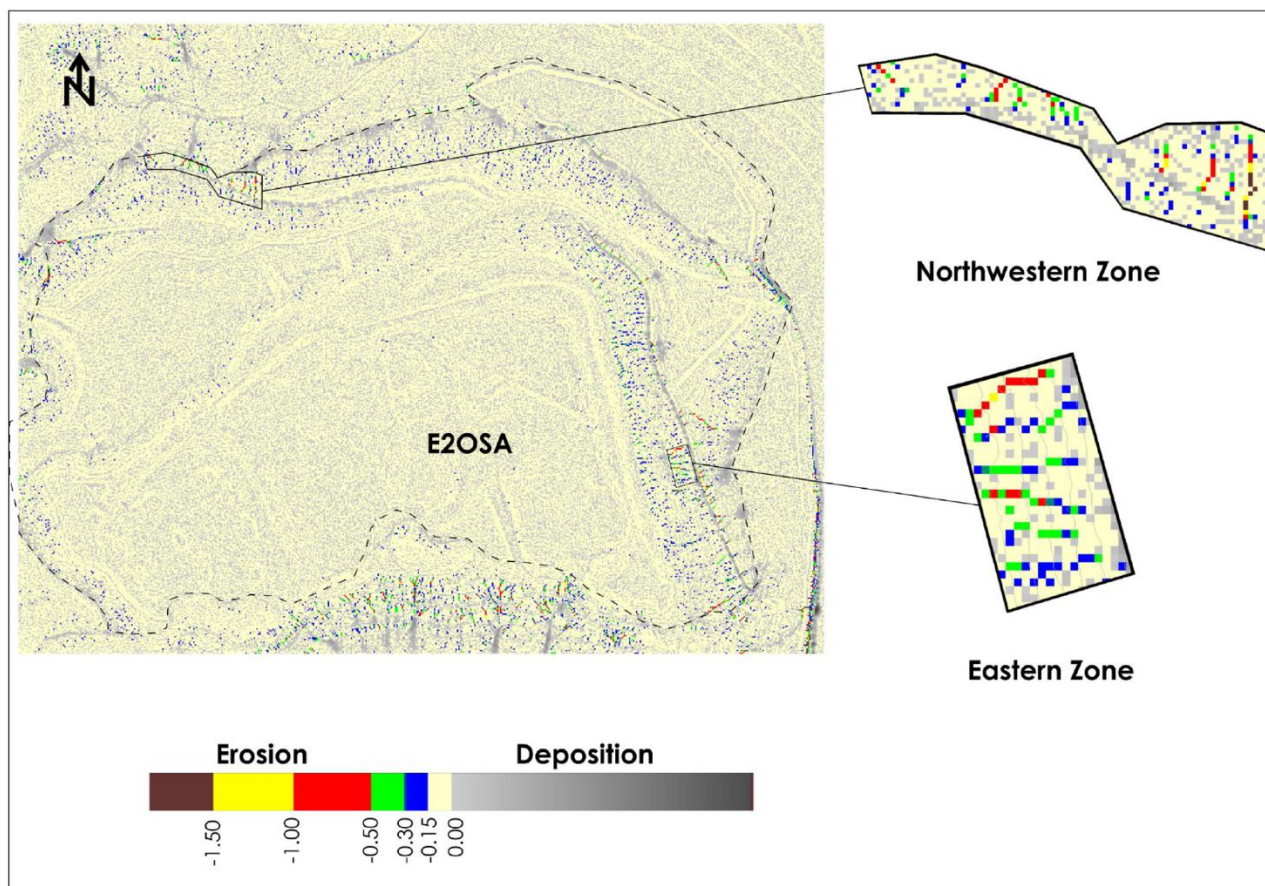 N
Northwestern Zone
E2OSA
Eastern Zone
Erosion
Deposition
-1.50
-1.00
-0.50
-0.30
-0.15
0.00